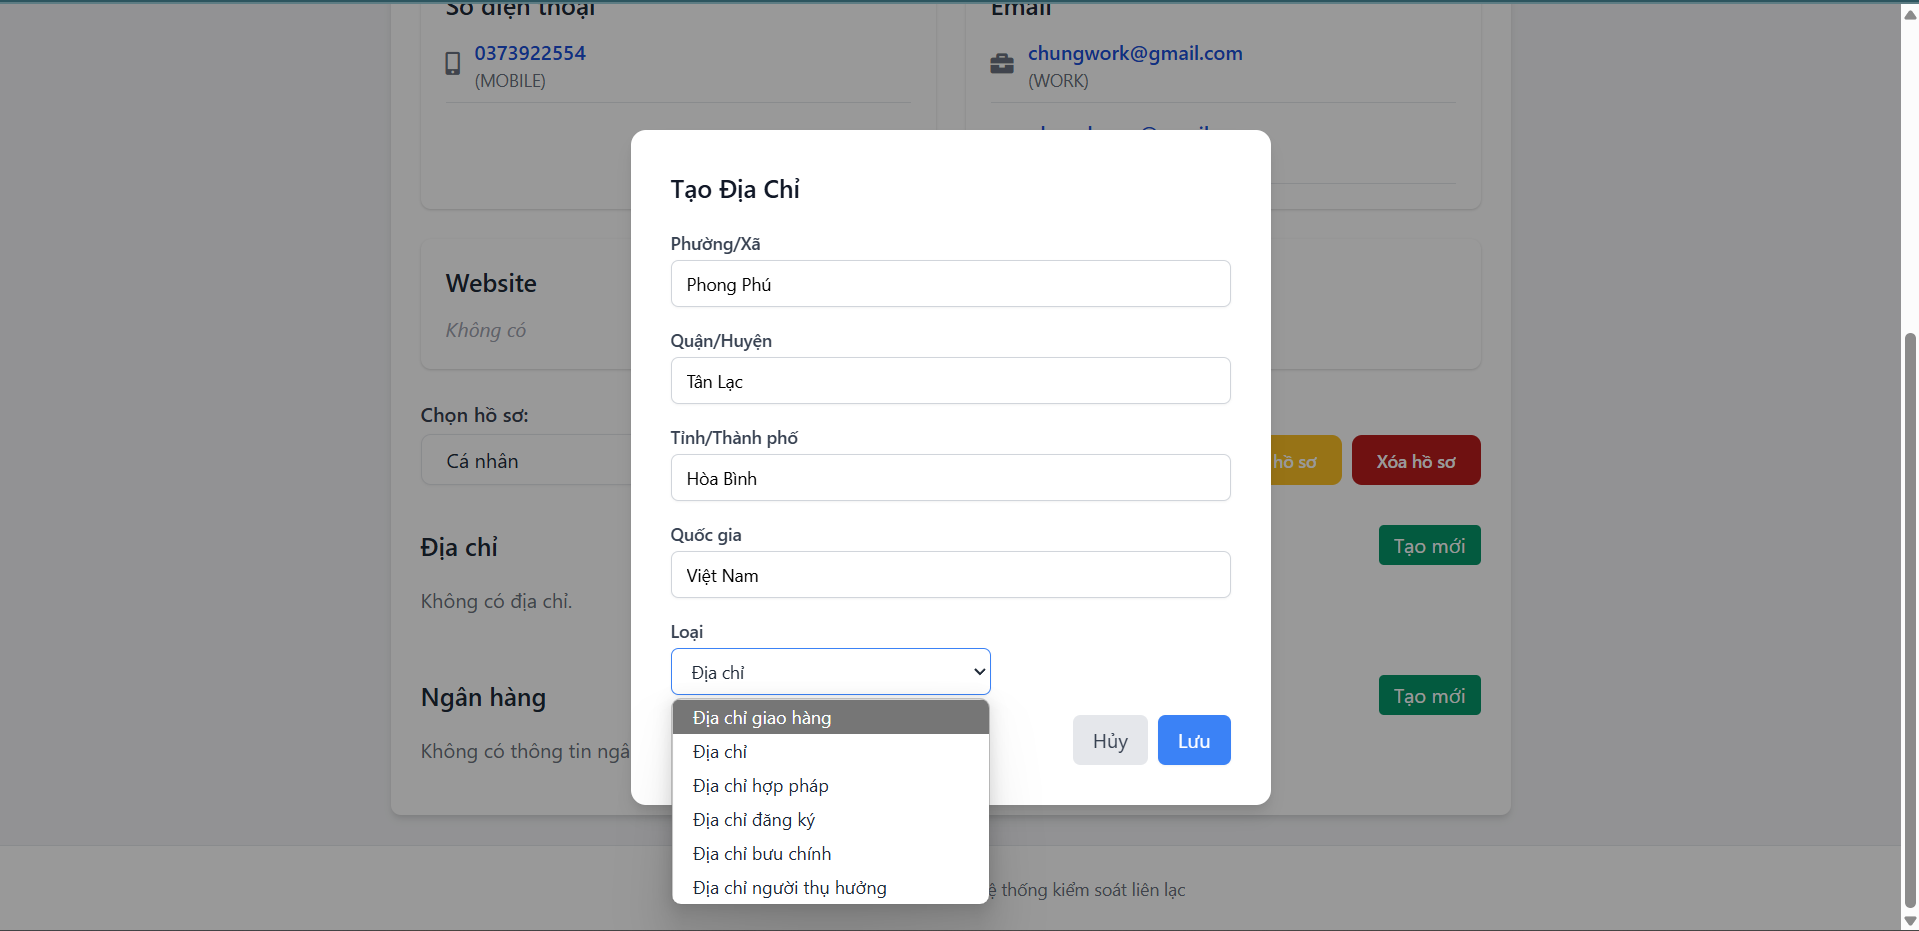 Số điện thoại
Email
0373922554
(MOBILE)
chungwork@gmail.com
(WORK)
Website
Không có
Chọn hồ sơ:
Cá nhân
hồ sơ
Xóa hồ sơ
Địa chỉ
Tạo mới
Không có địa chỉ.
Ngân hàng
Tạo mới
Không có thông tin
Tạo Địa Chỉ
Phường/Xã
Phong Phú
Quận/Huyện
Tân Lạc
Tỉnh/Thành phố
Hòa Bình
Quốc gia
Việt Nam
Loại
Địa chỉ
Địa chỉ giao hàng
Địa chỉ
Địa chỉ hợp pháp
Địa chỉ đăng ký
Địa chỉ bưu chính
Địa chỉ người thụ hưởng
Hủy
Lưu
thống kiểm soát liên lạc